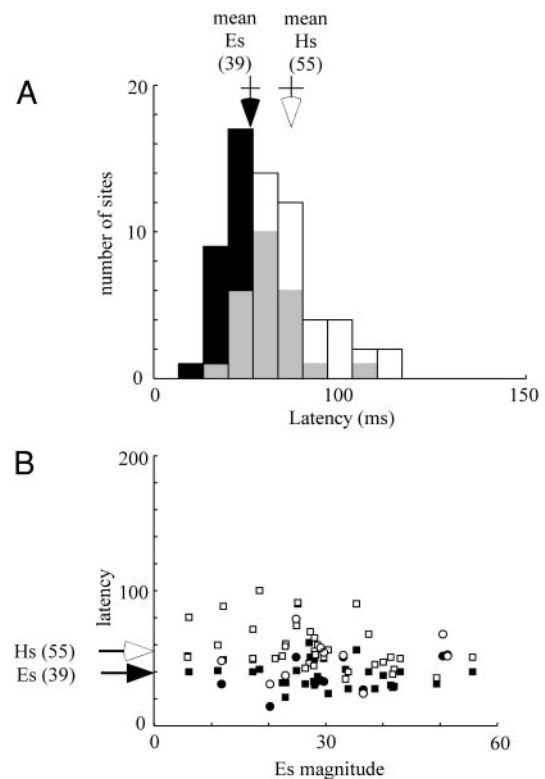 mean mean
Es Hs
(39) (55)
A
20
10
0
number of sites
0 100 150
Latency (ms)
B
200
100
0
latency
Hs (55)
Es (39)
0 30 60
Es magnitude